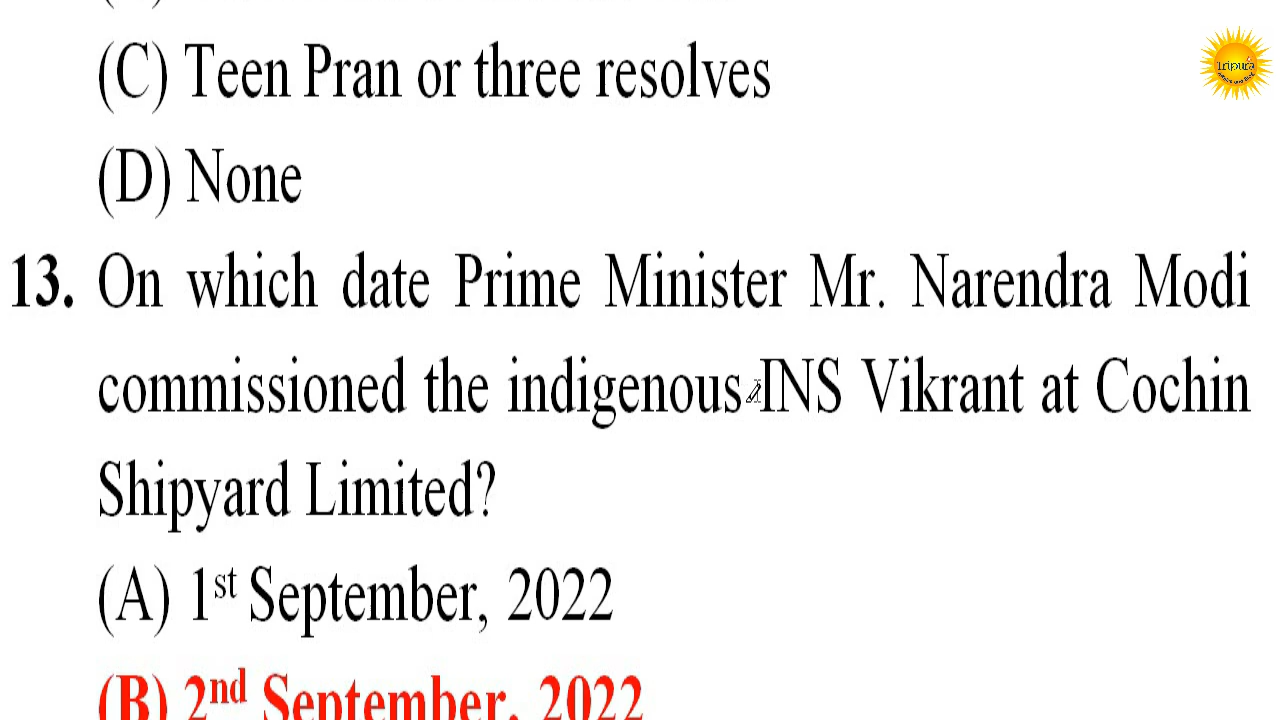 (C) Teen Pran or three resolves
Tripura
(D) None
13. On which date Prime Minister Mr. Narendra Modi
commissioned the indigenous INS Vikrant at Cochin
Shipyard Limited?
(A) 1st September, 2022
(B) 2nd September, 2022